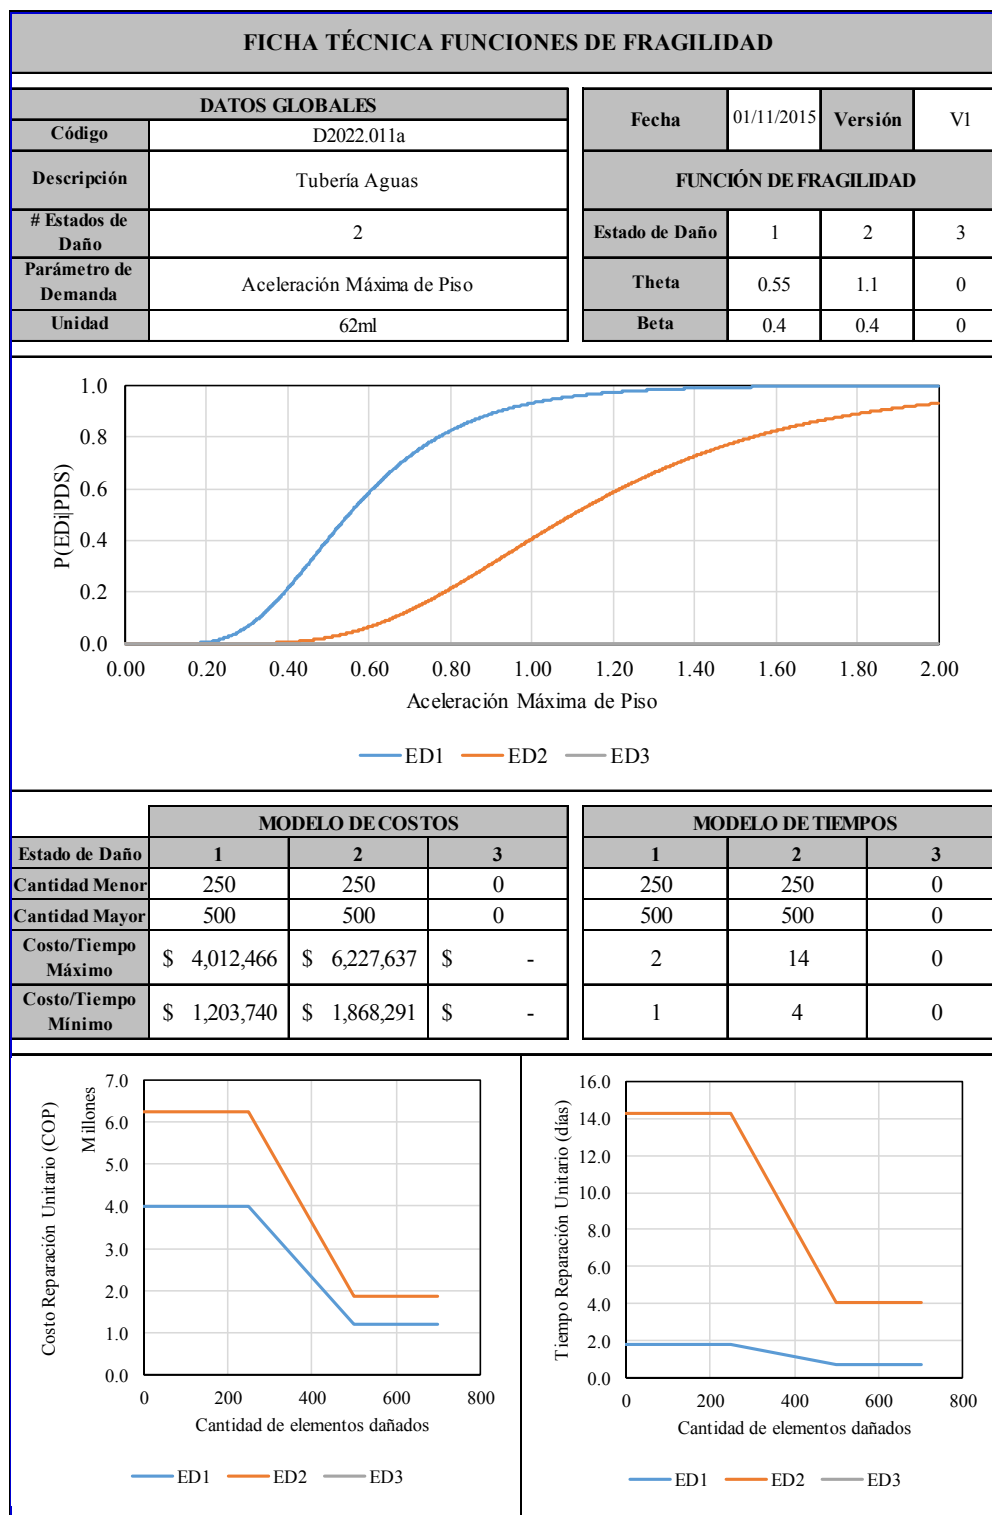 FICHA TÉCNICA FUNCIONES DE FRAGILIDAD
DATOS GLOBALES
Código D2022.011a
Descripción Tubería Aguas
# Estados de Daño 2
Parámetro de Demanda Aceleración Máxima de Piso
Unidad 62ml
Fecha 01/11/2015 Versión V1
FUNCIÓN DE FRAGILIDAD
Estado de Daño 1 2 3
Theta 0.55 1.1 0
Beta 0.4 0.4 0
P(EDi|PDS)
1.0
0.8
0.6
0.4
0.2
0.0
0.00 0.20 0.40 0.60 0.80 1.00 1.20 1.40 1.60 1.80 2.00
Aceleración Máxima de Piso
ED1 ED2 ED3
MODELO DE COSTOS MODELO DE TIEMPOS
Estado de Daño 1 2 3 1 2 3
Cantidad Menor 250 250 0 250 250 0
Cantidad Mayor 500 500 0 500 500 0
Costo/Tiempo Máximo $ 4,012,466 $ 6,227,637 $ - 2 14 0
Costo/Tiempo Mínimo $ 1,203,740 $ 1,868,291 $ - 1 4 0
Costo Reparación Unitario (COP)
Millones
7.0
6.0
5.0
4.0
3.0
2.0
1.0
0.0
0 200 400 600 800
Cantidad de elementos dañados
ED1 ED2 ED3
Tiempo Reparación Unitario (días)
16.0
14.0
12.0
10.0
8.0
6.0
4.0
2.0
0.0
0 200 400 600 800
Cantidad de elementos dañados
ED1 ED2 ED3